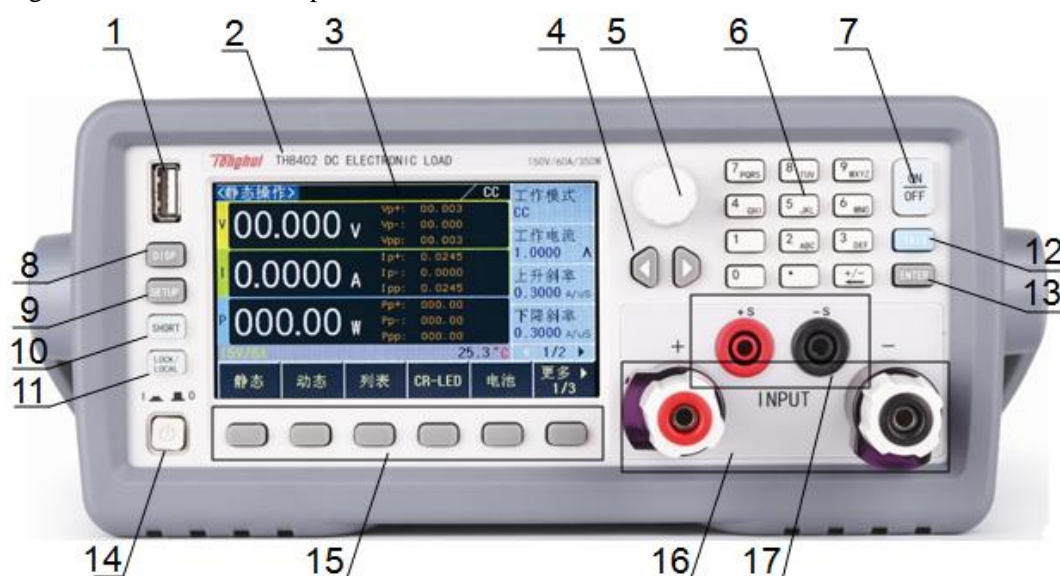 1
2
3
4
5
6
7
Tonghui TH8402 DC ELECTRONIC LOAD 150V/60A/350W
<静态操作> CC
V 00.000 V
Vp+: 00.003
Vp-: 00.000
Vpp: 00.003
I 0.0000 A
Ip+: 0.0245
Ip-: 0.0000
Ipp: 0.0245
P 000.00 W
Pp+: 000.00
Pp-: 000.00
Ppp: 000.00
15V/6A 25.3°C
工作模式
CC
工作电流
1.0000 A
上升斜率
0.3000 A/uS
下降斜率
0.3000 A/uS
1/2
静态 动态 列表 CR-LED 电池 更多
1/3
7 PQRS 8 TUV 9 WXYZ
4 GHI 5 JKL 6 MNO
1 2 ABC 3 DEF
0 . +/-
ON
OFF
ENTER
DISP
SETUP
SHORT
LOCK/
LOCAL
I 0
+S -S
+ -
INPUT
8
9
10
11
12
13
14
15
16
17